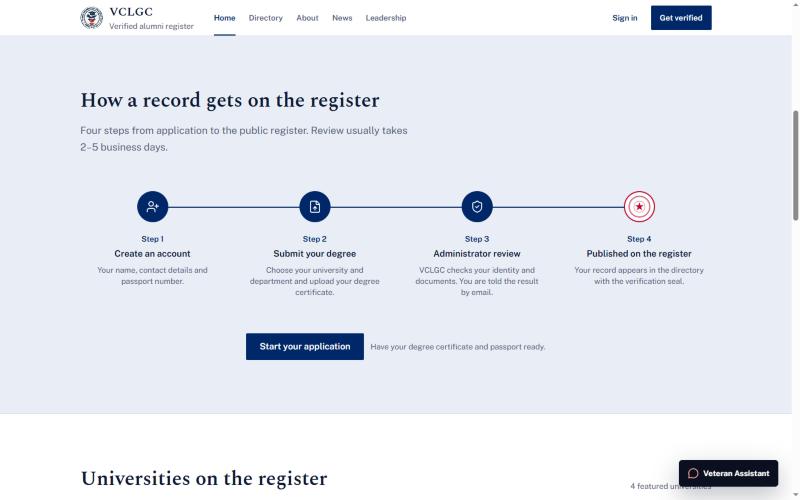 VCLGC
Verified alumni register
Home
Directory
About
News
Leadership
Sign in
Get verified
How a record gets on the register
Four steps from application to the public register. Review usually takes
2–5 business days.
Step 1
Create an account
Your name, contact details and
passport number.
Step 2
Submit your degree
Choose your university and
department and upload your degree
certificate.
Step 3
Administrator review
VCLGC checks your identity and
documents. You are told the result
by email.
Step 4
Published on the register
Your record appears in the directory
with the verification seal.
Start your application
Have your degree certificate and passport ready.
Universities on the register
4 featured universities
Veteran Assistant